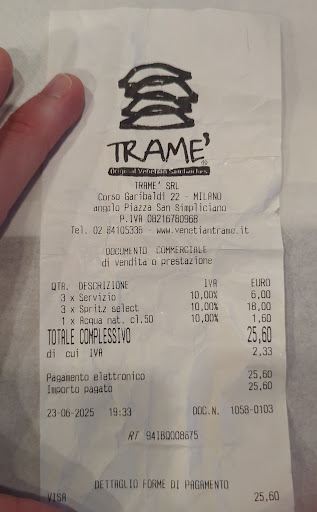 TRAME'®
Original Venetian Sandwiches
TRAME' SRL
Corso Garibaldi 22 - MILANO
angolo Piazza San Simpliciano
P.IVA 08216780968
Tel. 02 84105336 - www.venetiantrame.it
DOCUMENTO COMMERCIALE
di vendita o prestazione
QTA. DESCRIZIONE IVA EURO
3 x Servizio 10,00% 6,00
3 x Spritz select 10,00% 18,00
1 x Acqua nat. cl.50 10,00% 1,60
TOTALE COMPLESSIVO 25,60
di cui IVA 2,33
Pagamento elettronico 25,60
Importo pagato 25,60
23-06-2025 19:33 DOC.N. 1058-0103
RT 94IBQ008675
DETTAGLIO FORME DI PAGAMENTO
VISA 25,60